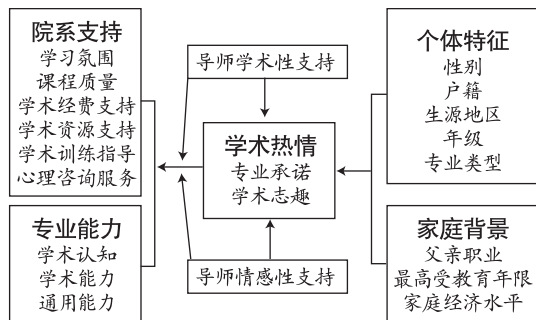 院系支持
学习氛围
课程质量
学术经费支持
学术资源支持
学术训练指导
心理咨询服务
专业能力
学术认知
学术能力
通用能力
导师学术性支持
学术热情
专业承诺
学术志趣
导师情感性支持
个体特征
性别
户籍
生源地区
年级
专业类型
家庭背景
父亲职业
最高受教育年限
家庭经济水平